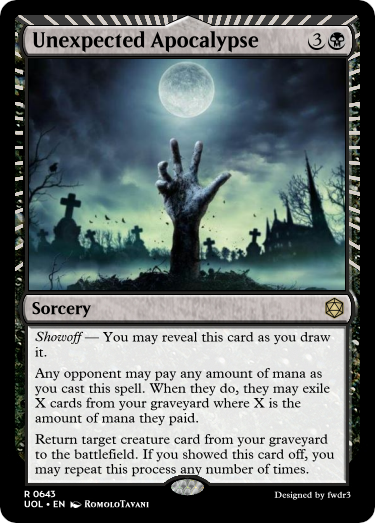 Unexpected Apocalypse 3
Sorcery
Showoff — You may reveal this card as you draw
it.
Any opponent may pay any amount of mana as
you cast this spell. When they do, they may exile
X cards from your graveyard where X is the
amount of mana they paid.
Return target creature card from your graveyard
to the battlefield. If you showed this card off, you
may repeat this process any number of times.
R 0643
Designed by fwdr3
UOL • EN ROMOLOTAVANI